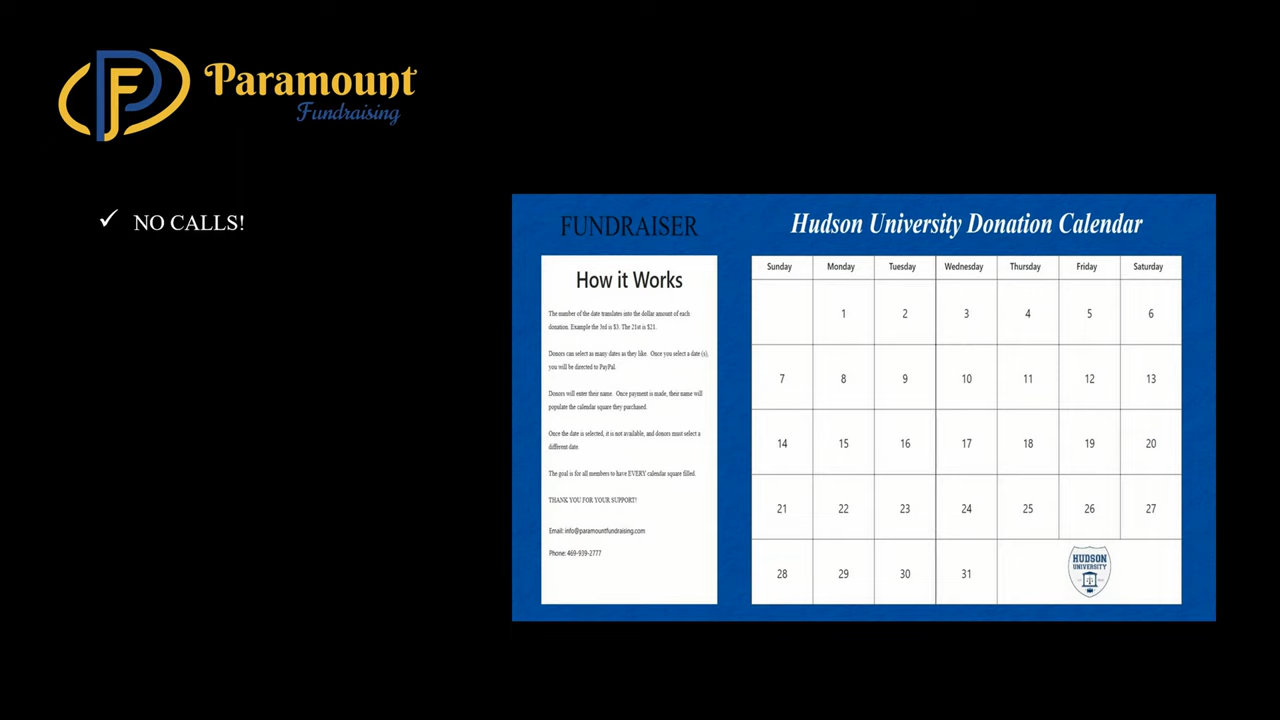 PF
Paramount
Fundraising
✓ NO CALLS!
FUNDRAISER
How it Works
The number of the date translates into the dollar amount of each
donation. Example the 3rd is $3. The 21st is $21.
Donors can select as many dates as they like. Once you select a date (s),
you will be directed to PayPal.
Donors will enter their name. Once payment is made, their name will
populate the calendar square they purchased.
Once the date is selected, it is not available, and donors must select a
different date.
The goal is for all members to have EVERY calendar square filled.
THANK YOU FOR YOUR SUPPORT!
Email: info@paramountfundraising.com
Phone: 469-939-2777
Hudson University Donation Calendar
Sunday Monday Tuesday Wednesday Thursday Friday Saturday
1 2 3 4 5 6
7 8 9 10 11 12 13
14 15 16 17 18 19 20
21 22 23 24 25 26 27
28 29 30 31
HUDSON
UNIVERSITY